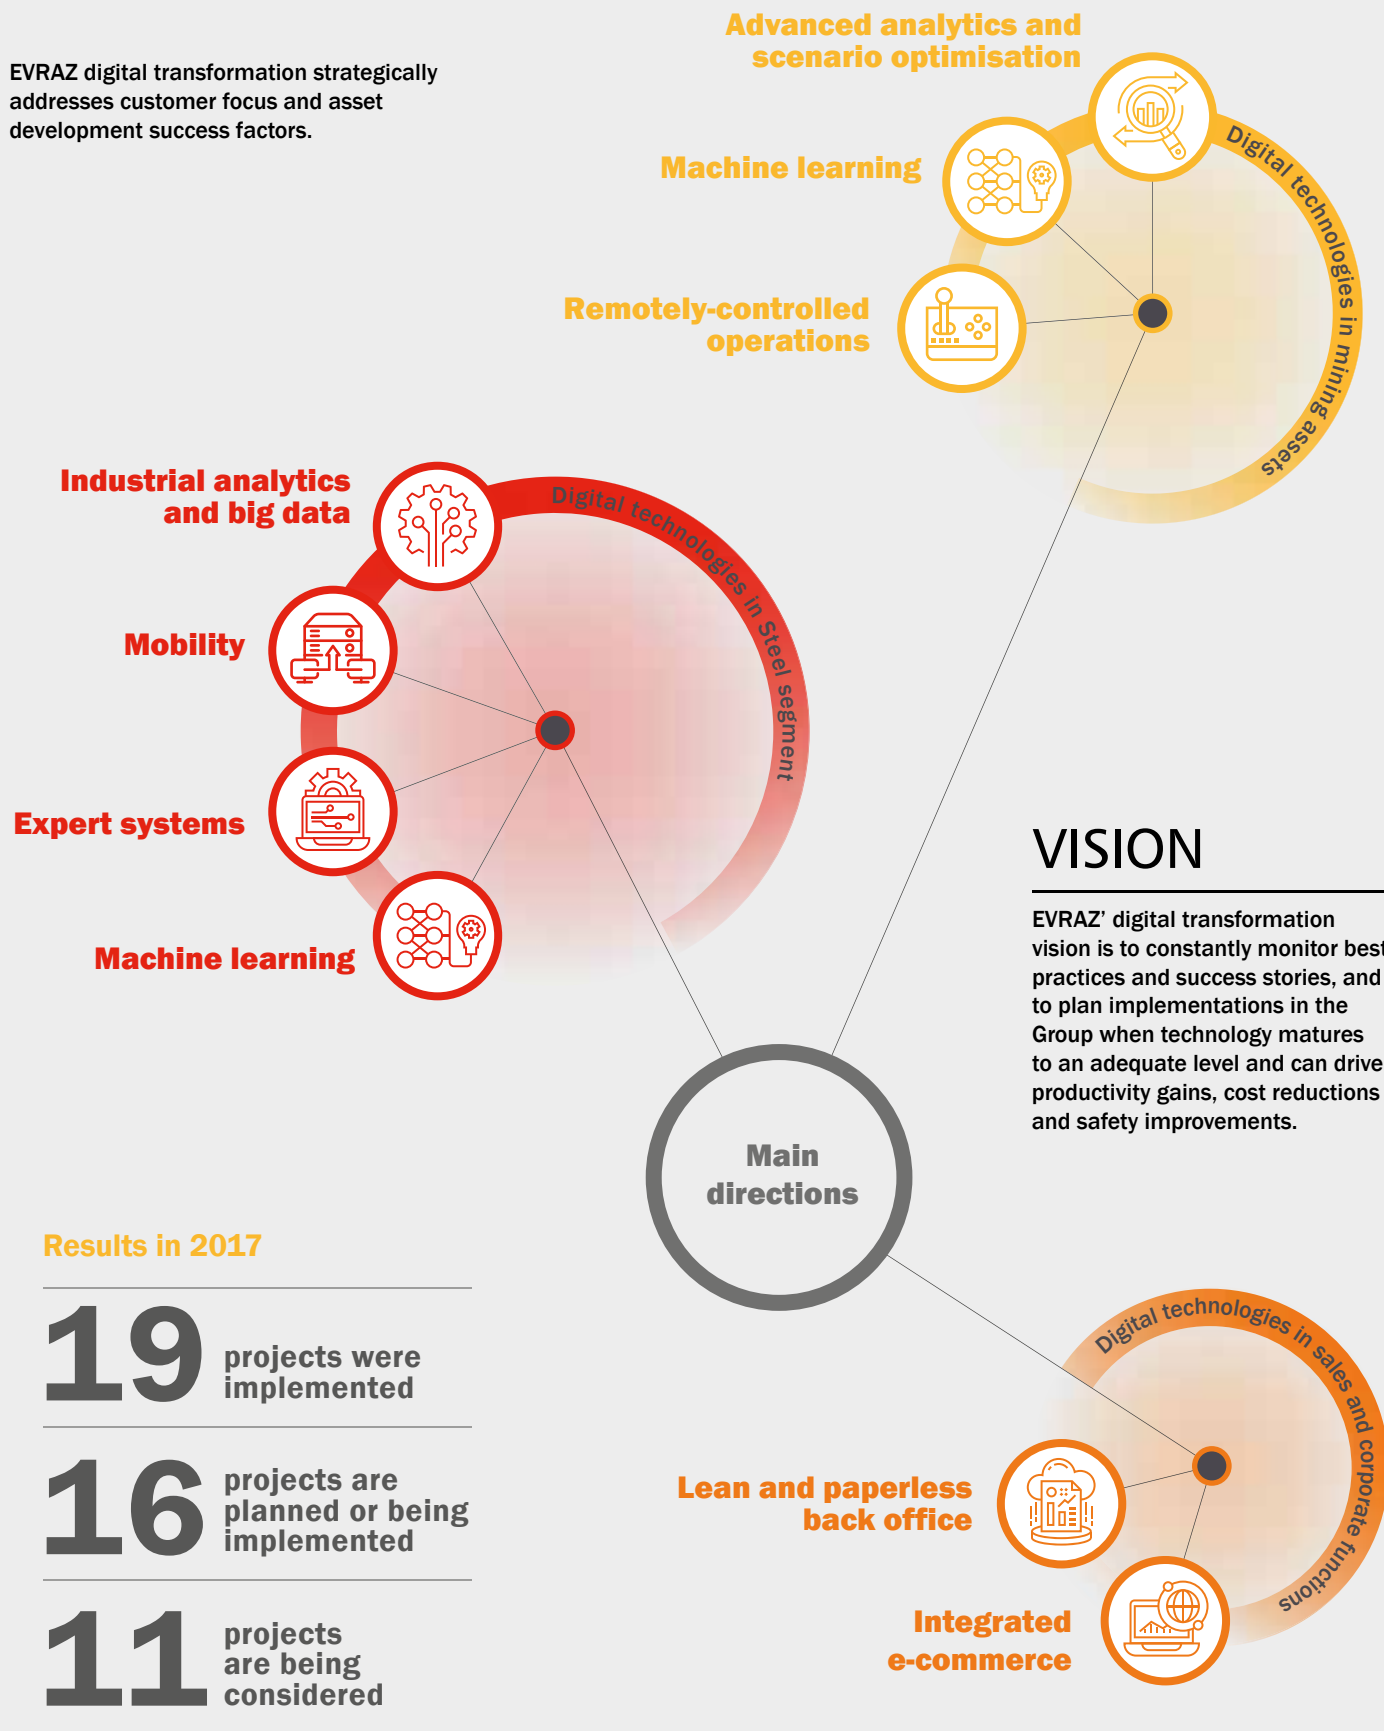 EVRAZ digital transformation strategically
addresses customer focus and asset
development success factors.
Advanced analytics and
scenario optimisation
Machine learning
Remotely-controlled
operations
Digital technologies in mining assets
Industrial analytics
and big data
Mobility
Expert systems
Machine learning
Digital technologies in Steel segment
VISION
EVRAZ’ digital transformation
vision is to constantly monitor best
practices and success stories, and
to plan implementations in the
Group when technology matures
to an adequate level and can drive
productivity gains, cost reductions
and safety improvements.
Main
directions
Results in 2017
19
projects were
implemented
16
projects are
planned or being
implemented
11
projects
are being
considered
Digital technologies in sales and corporate functions
Lean and paperless
back office
Integrated
e-commerce